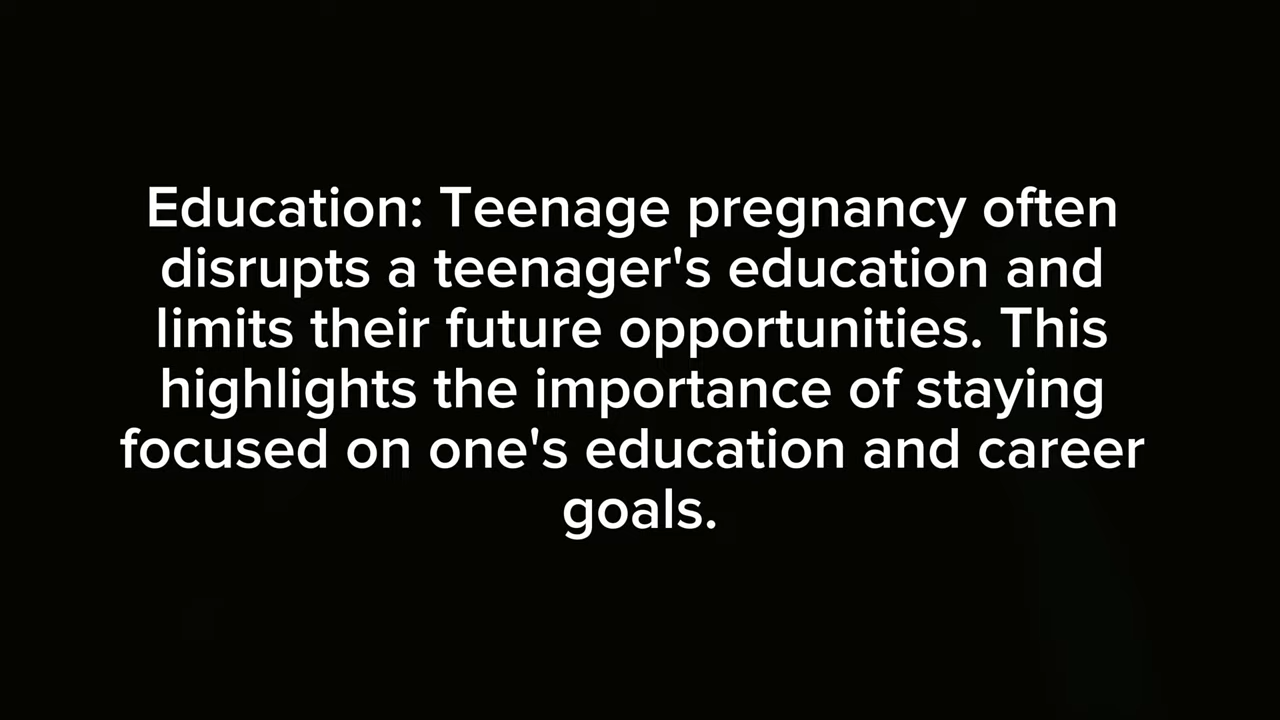 Education: Teenage pregnancy often
disrupts a teenager's education and
limits their future opportunities. This
highlights the importance of staying
focused on one's education and career
goals.